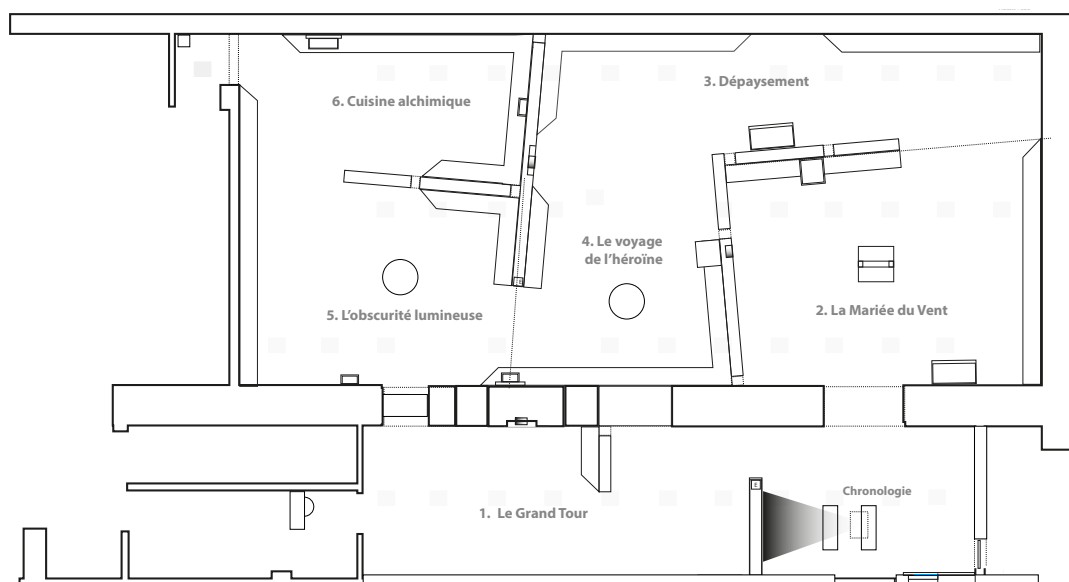 3. Dépaysement
6. Cuisine alchimique
4. Le voyage
de l'héroïne
2. La Mariée du Vent
5. L'obscurité lumineuse
Chronologie
1. Le Grand Tour